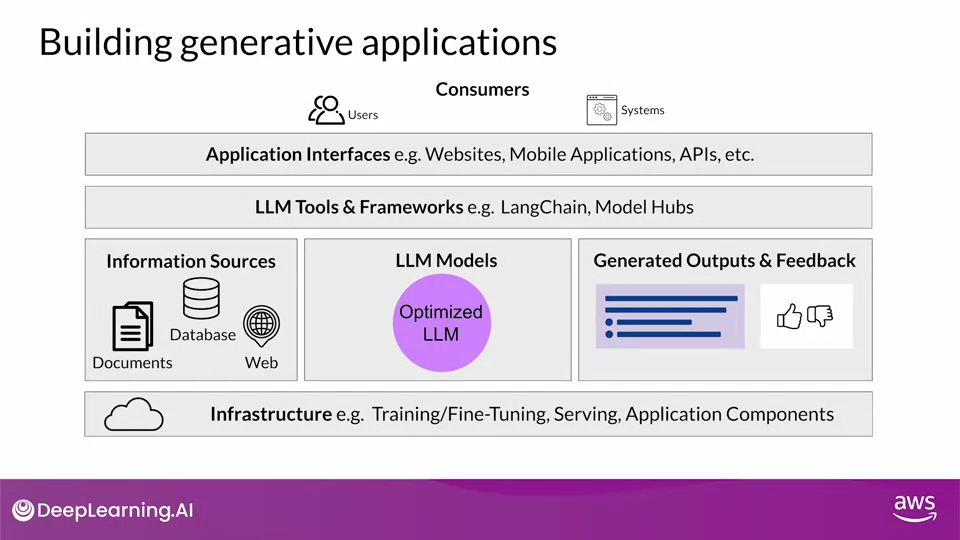 Building generative applications
Consumers
Users
Systems
Application Interfaces e.g. Websites, Mobile Applications, APIs, etc.
LLM Tools & Frameworks e.g. LangChain, Model Hubs
Information Sources
Database
Documents
Web
LLM Models
Optimized
LLM
Generated Outputs & Feedback
Infrastructure e.g. Training/Fine-Tuning, Serving, Application Components
DeepLearning.AI
aws